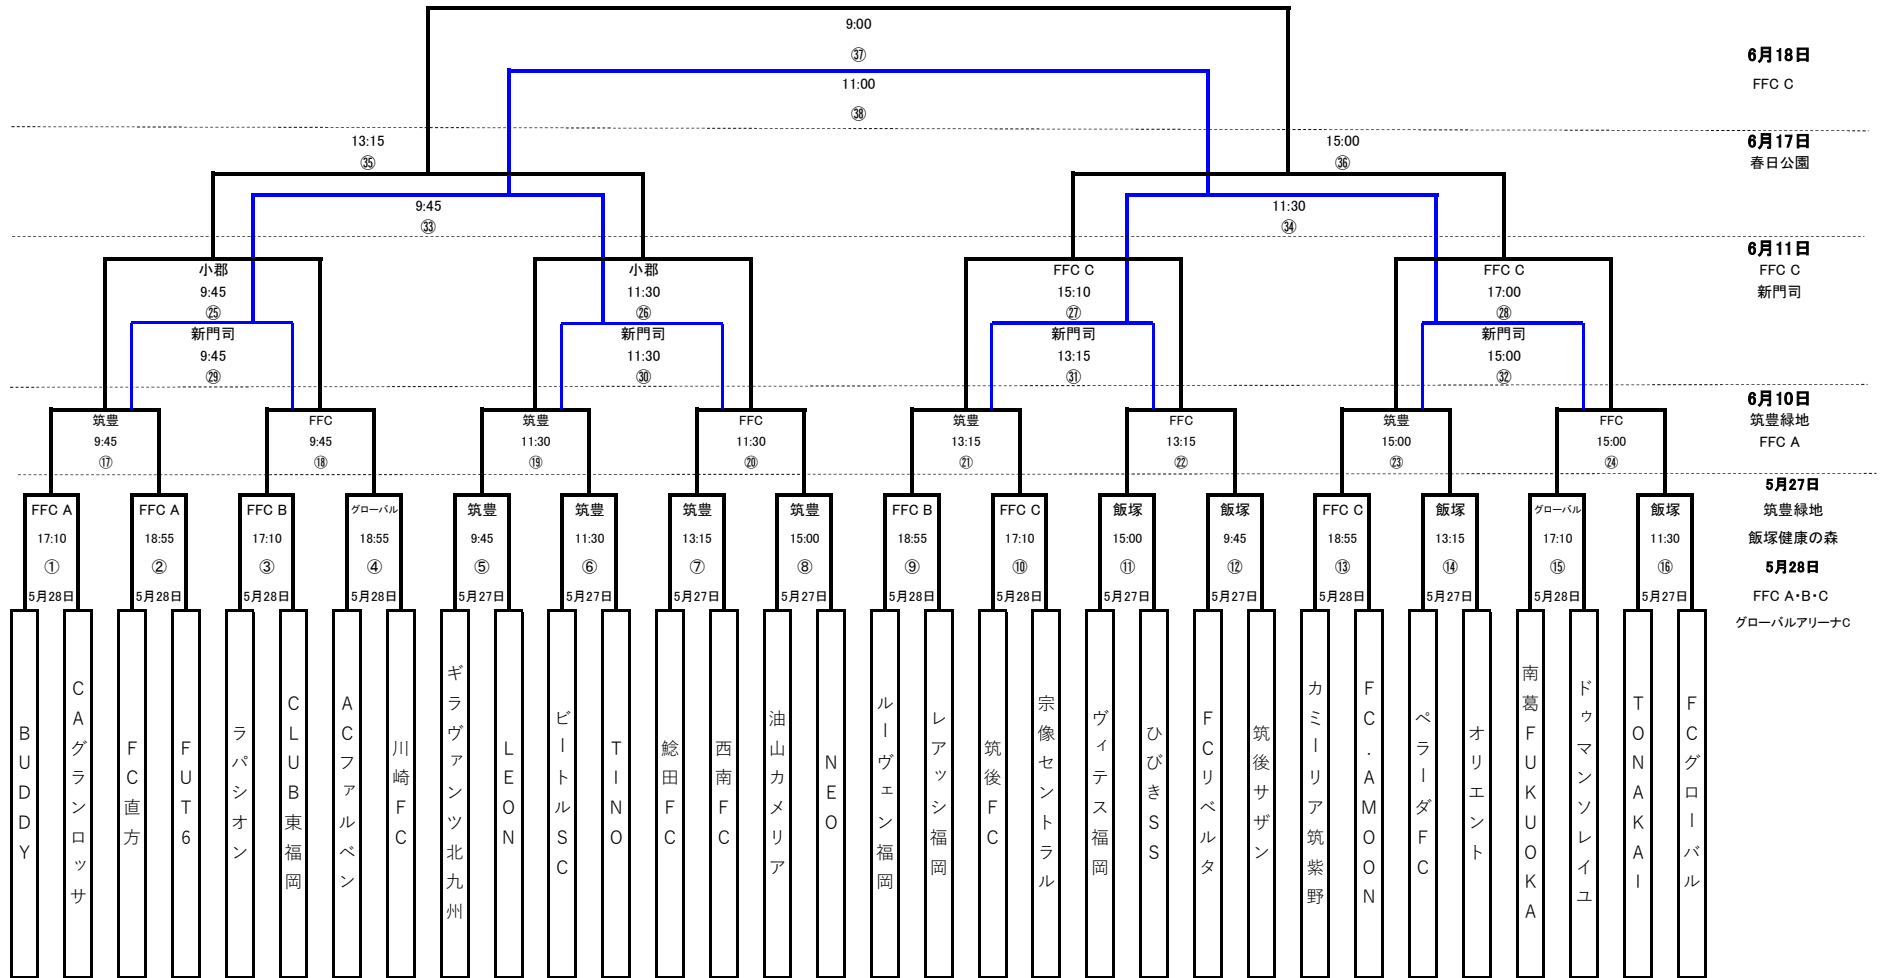 9:00
㊲
6月18日
11:00
FFC C
㊳
13:15
15:00
6月17日
㉟
㊱
春日公園
9:45
11:30
㉝
㉞
6月11日
小郡
小郡
FFC C
FFC C
FFC C
9:45
11:30
15:10
17:00
新門司
㉕
㉖
㉗
㉘
新門司
新門司
新門司
新門司
9:45
11:30
13:15
15:00
㉙
㉚
㉛
㉜
6月10日
筑豊
FFC
筑豊
FFC
筑豊
FFC
筑豊
FFC
筑豊緑地
9:45
9:45
11:30
11:30
13:15
13:15
15:00
15:00
FFC A
⑰
⑱
⑲
⑳
㉑
㉒
㉓
㉔
5月27日
FFC A
FFC A
FFC B
グローバル
筑豊
筑豊
筑豊
筑豊
FFC B
FFC C
飯塚
飯塚
FFC C
飯塚
グローバル
飯塚
筑豊緑地
17:10
18:55
17:10
18:55
9:45
11:30
13:15
15:00
18:55
17:10
15:00
9:45
18:55
13:15
17:10
11:30
飯塚健康の森
①
②
③
④
⑤
⑥
⑦
⑧
⑨
⑩
⑪
⑫
⑬
⑭
⑮
⑯
5月28日
5月28日
5月28日
5月28日
5月28日
5月27日
5月27日
5月27日
5月27日
5月27日
5月28日
5月27日
5月27日
5月28日
5月27日
5月28日
5月27日
FFC A・B・C
グローバルアリーナC
BUDDY
CAグランロッサ
FC直方
FUT6
ラパシオン
CLUB東福岡
ACファルベン
川崎FC
ギラヴァンツ北九州
LEON
ビートルSC
TINO
鯰田FC
西南FC
油山カメリア
NEO
ルーヴェン福岡
レアッシ福岡
筑後FC
宗像セントラル
ヴィテス福岡
ひびきSS
FCリベルタ
筑後サザン
カミーリア筑紫野
FC.AMOON
ペラーダFC
オリエント
南葛FUKUOKA
ドゥマンソレイユ
TONAKAI
FCグローバル